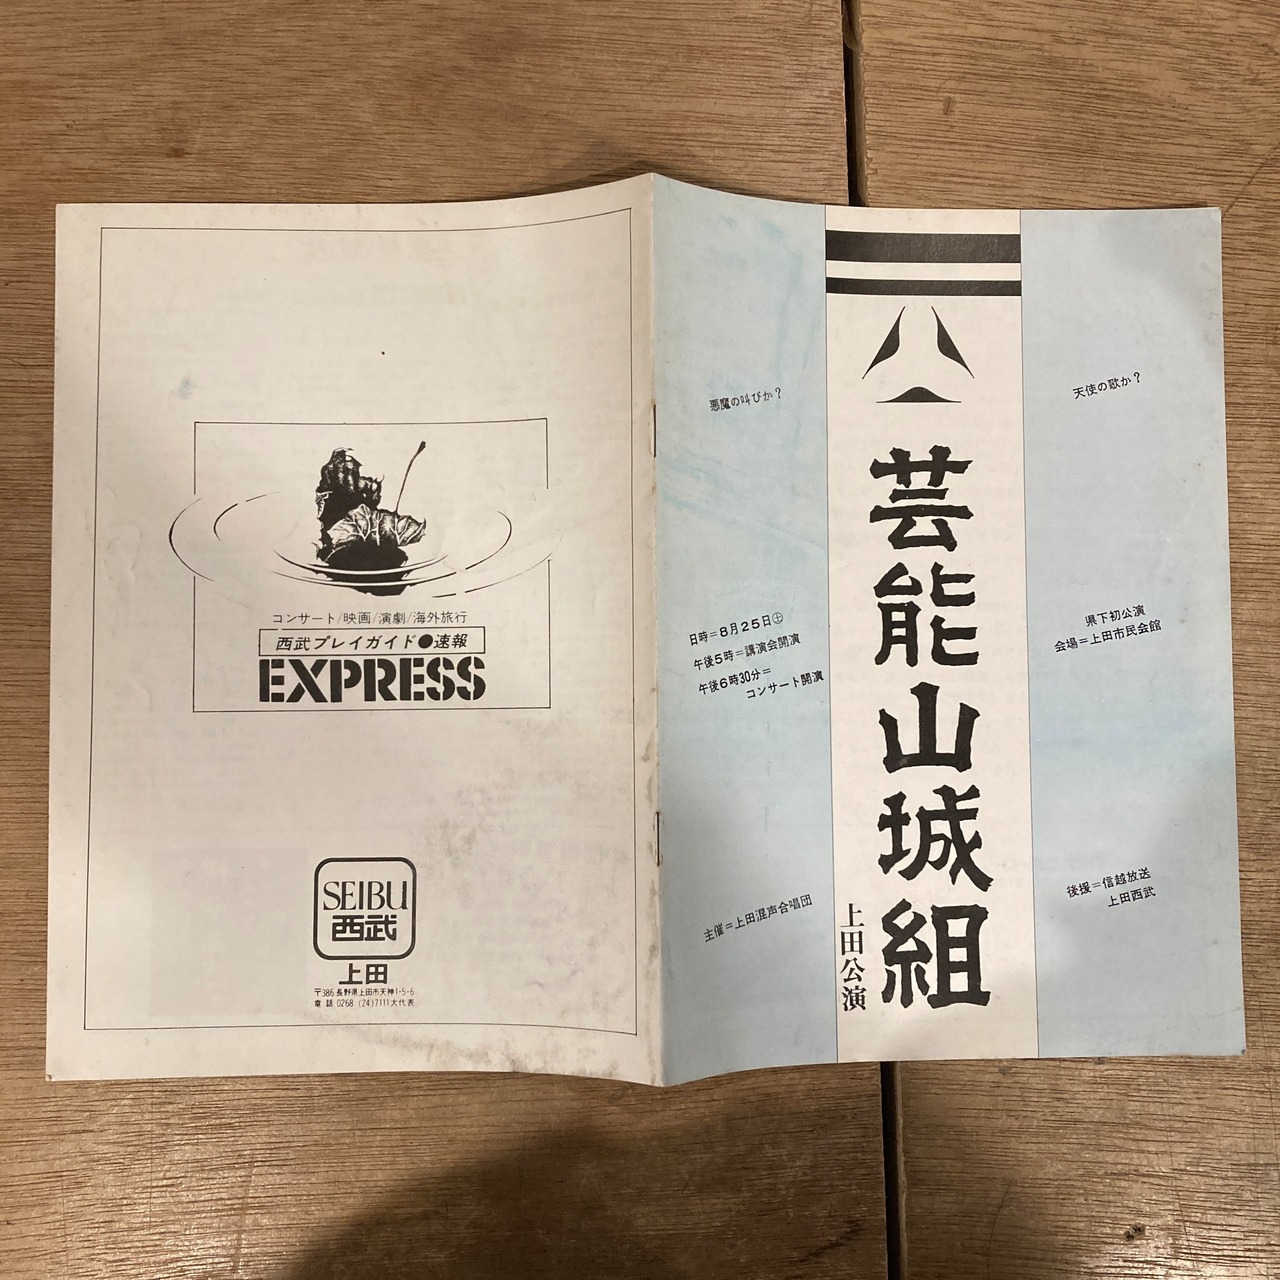 天使の歌か?
県下初公演
会場=上田市民会館
後援=信越放送
上田西武
芸能山城組
上田公演
悪魔の叫びか?
日時=8月25日㊏
午後5時=講演会開演
午後6時30分=
コンサート開演
主催=上田混声合唱団
コンサート/映画/演劇/海外旅行
西武プレイガイド●速報
EXPRESS
SEIBU
西武
上田
〒386 長野県上田市天神1-5-6
電話 0268 (24)7111大代表